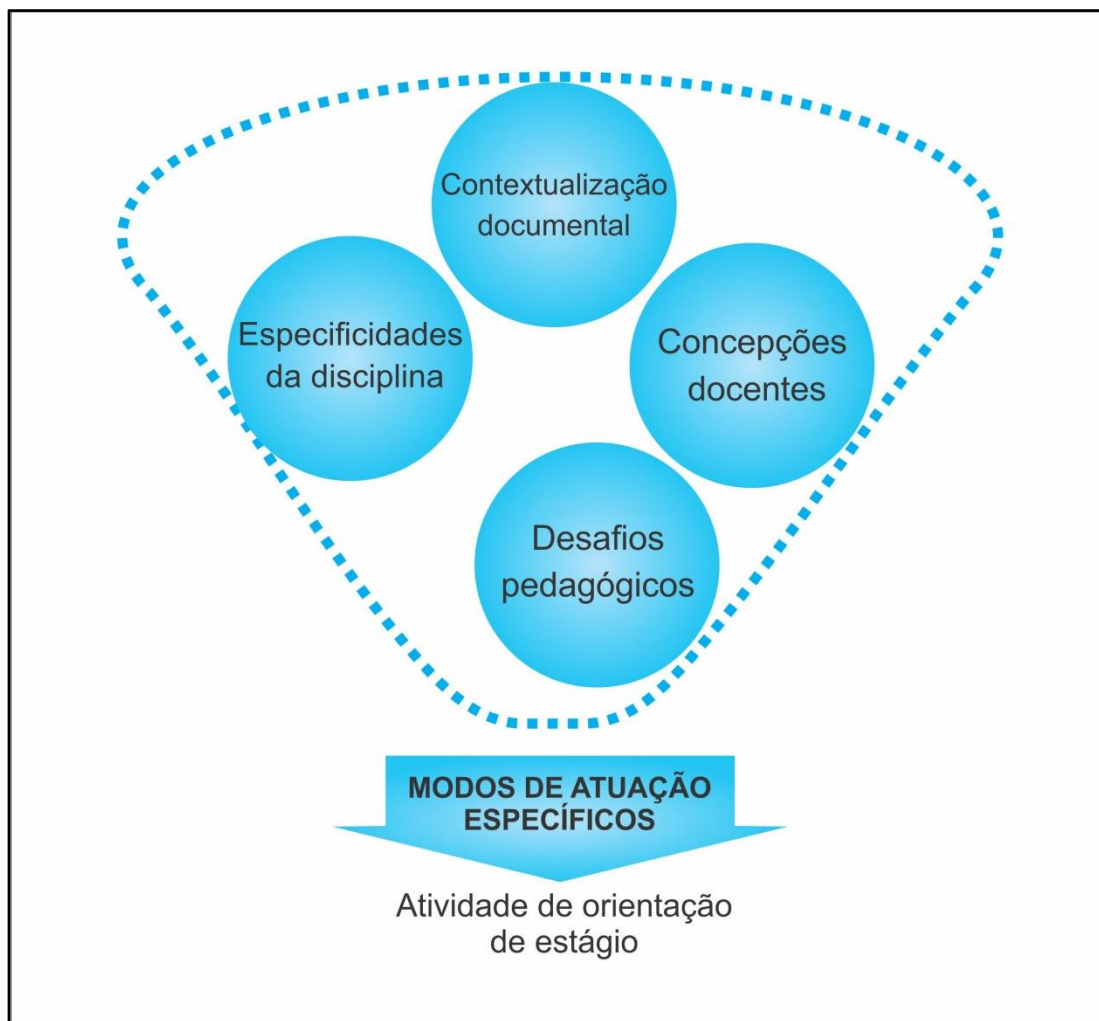 Contextualização
documental
Especificidades
da disciplina
Concepções
docentes
Desafios
pedagógicos
MODOS DE ATUAÇÃO
ESPECÍFICOS
Atividade de orientação
de estágio